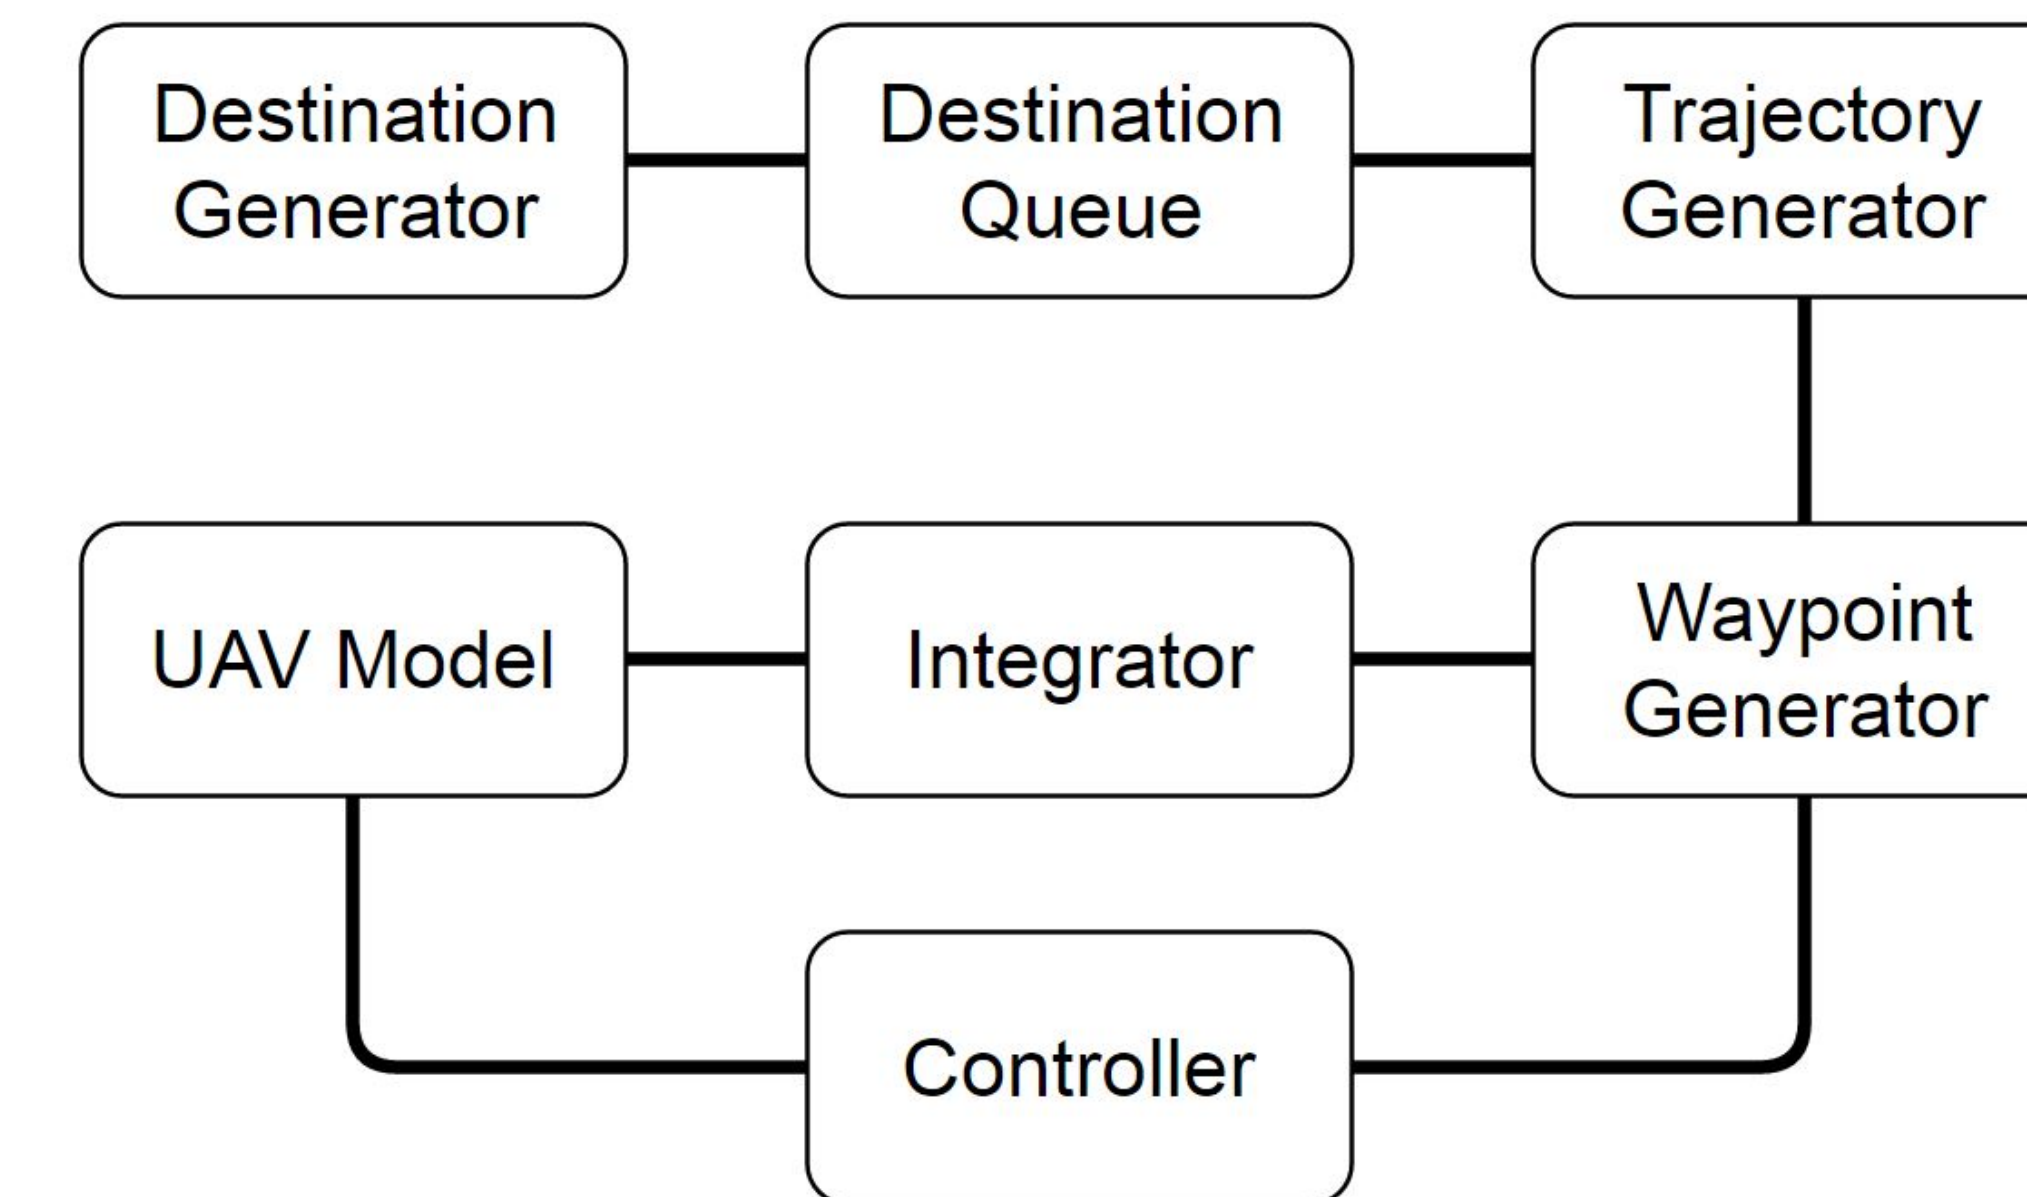 Destination
Generator
Destination
Queue
Trajectory
Generator
UAV Model
Integrator
Waypoint
Generator
Controller